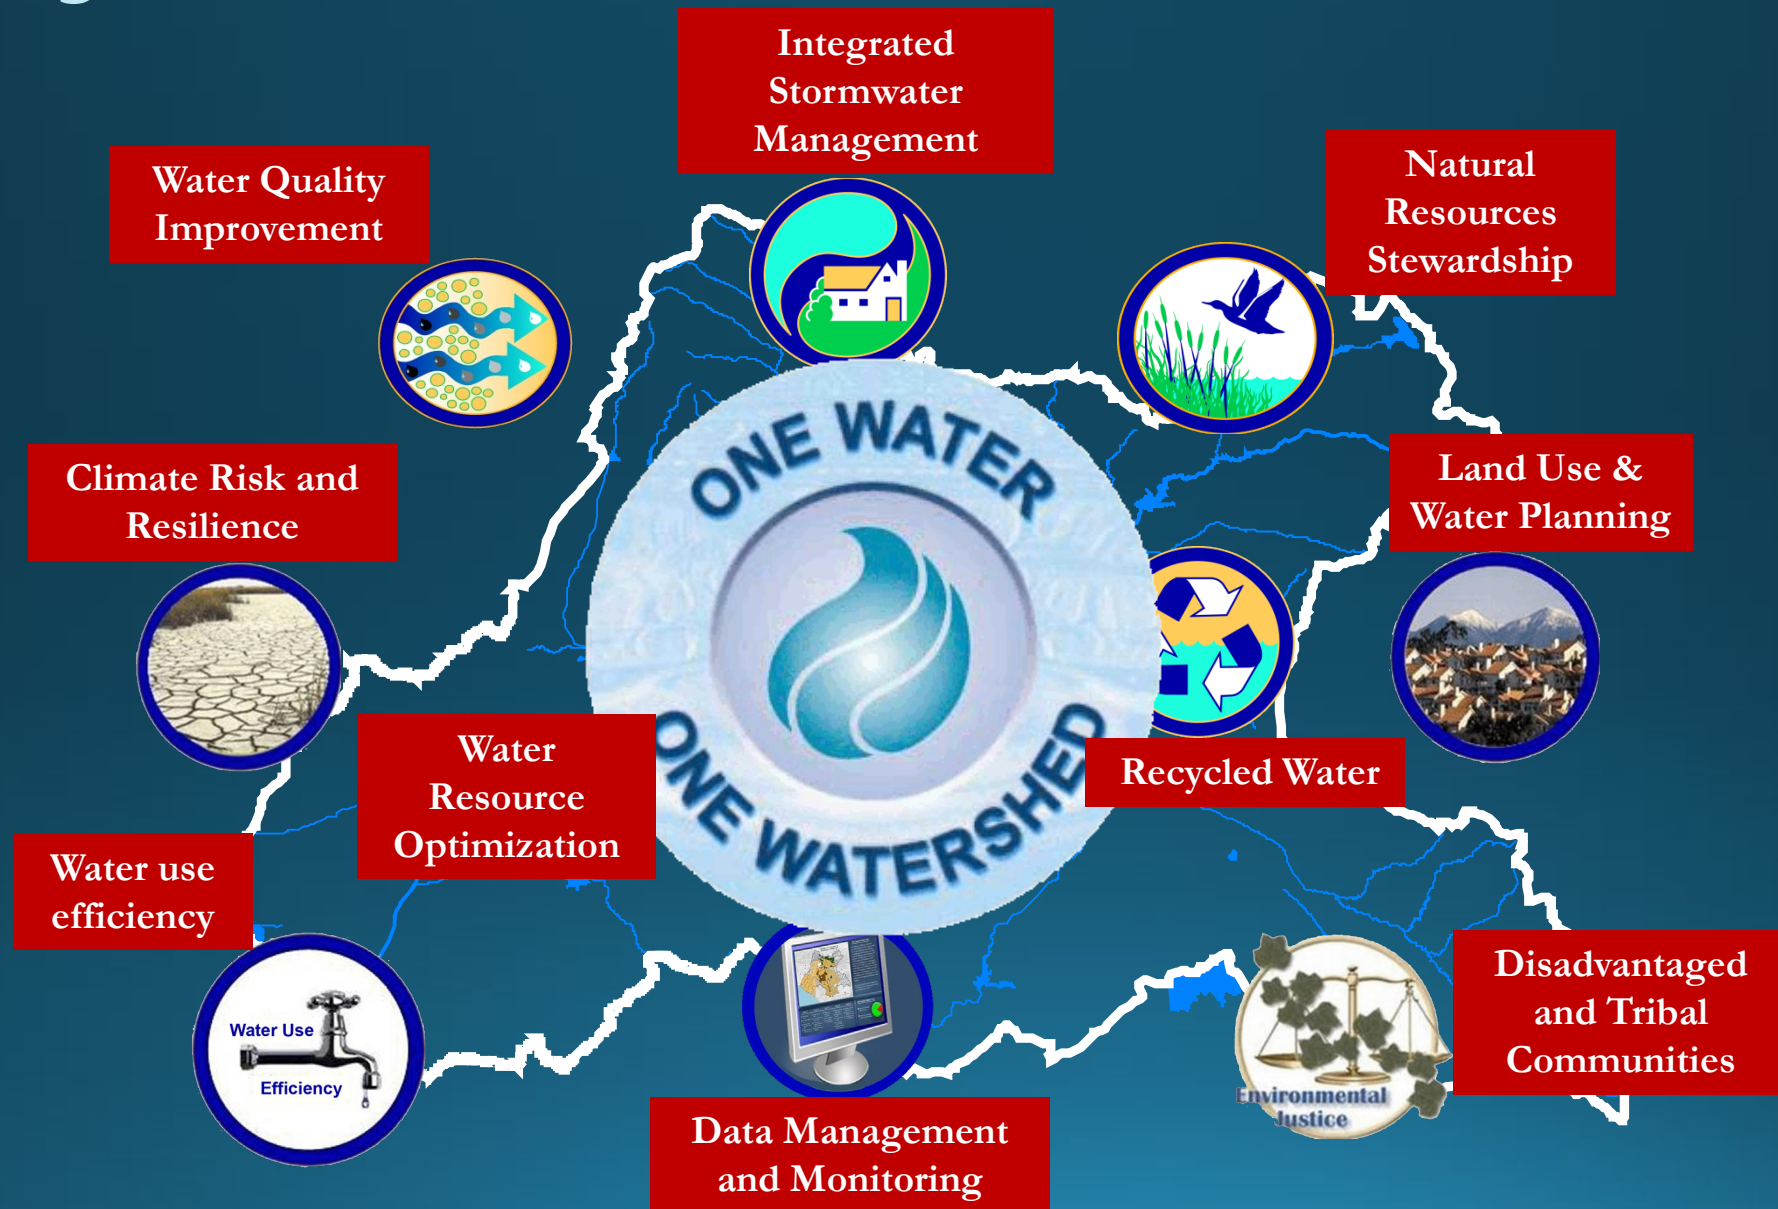 Integrated
Stormwater
Management
Water Quality
Improvement
Natural
Resources
Stewardship
Climate Risk and
Resilience
ONE WATER
Land Use &
Water Planning
Water
Resource
Optimization
ONE WATERSHED
Recycled Water
Water use
efficiency
Water Use
Efficiency
Disadvantaged
and Tribal
Communities
Environmental
Justice
Data Management
and Monitoring